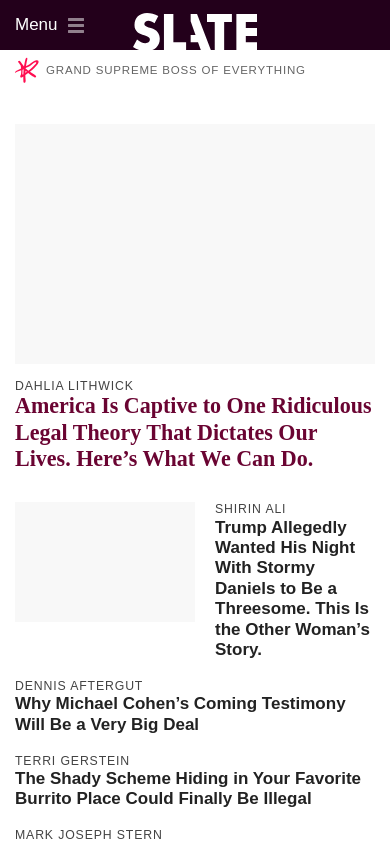 Menu
SLATE
GRAND SUPREME BOSS OF EVERYTHING
DAHLIA LITHWICK
America Is Captive to One Ridiculous
Legal Theory That Dictates Our
Lives. Here’s What We Can Do.
SHIRIN ALI
Trump Allegedly
Wanted His Night
With Stormy
Daniels to Be a
Threesome. This Is
the Other Woman’s
Story.
DENNIS AFTERGUT
Why Michael Cohen’s Coming Testimony
Will Be a Very Big Deal
TERRI GERSTEIN
The Shady Scheme Hiding in Your Favorite
Burrito Place Could Finally Be Illegal
MARK JOSEPH STERN